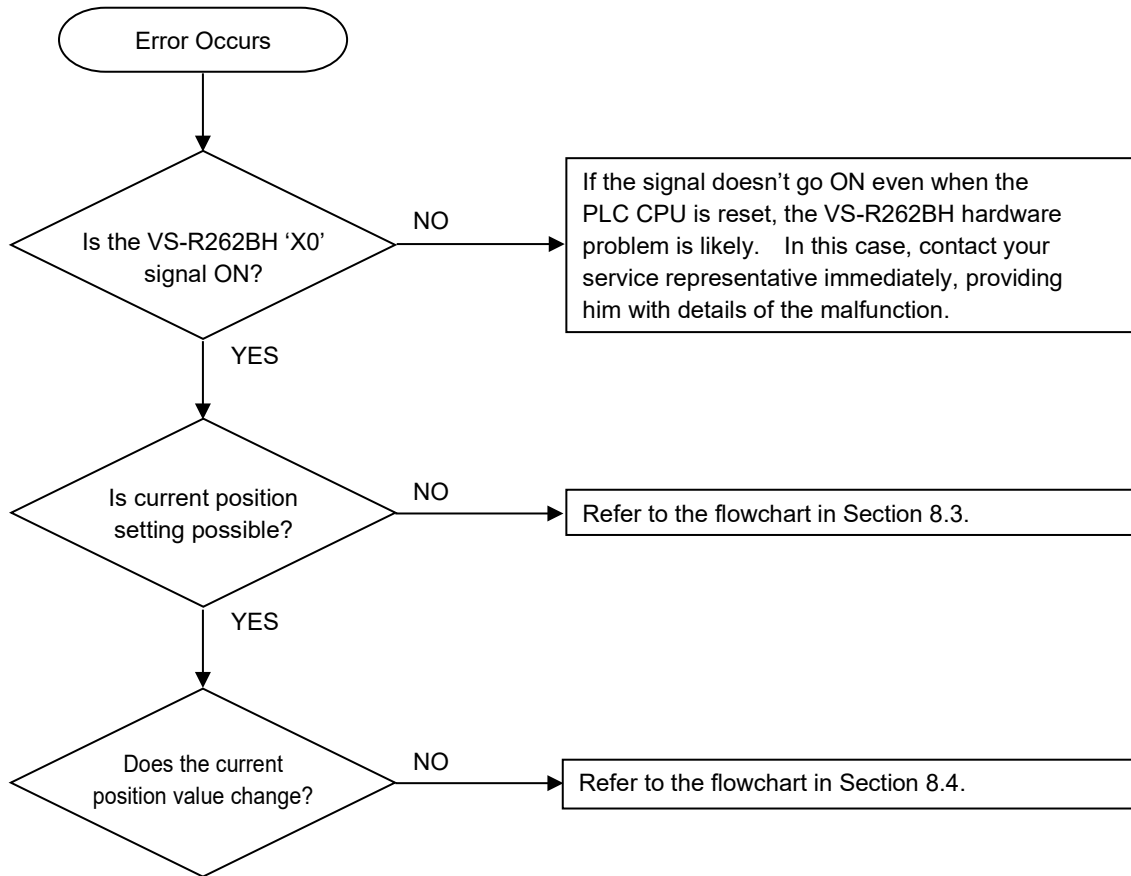 Error Occurs
Is the VS-R262BH ‘X0’
signal ON?
NO
If the signal doesn’t go ON even when the
PLC CPU is reset, the VS-R262BH hardware
problem is likely. In this case, contact your
service representative immediately, providing
him with details of the malfunction.
YES
Is current position
setting possible?
NO
Refer to the flowchart in Section 8.3.
YES
Does the current
position value change?
NO
Refer to the flowchart in Section 8.4.